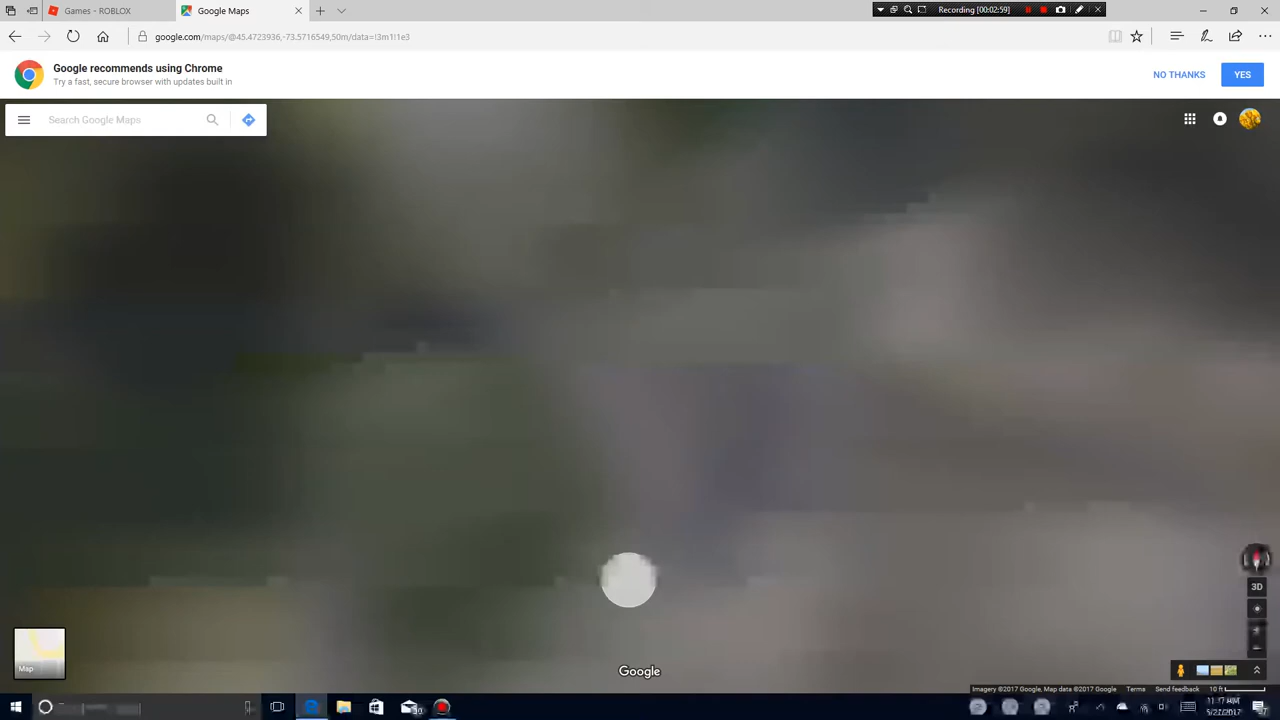 Games - ROBLOX
Google Maps
Recording [00:02:59]
google.com/maps/@45.4723936,-73.5716549,50m/data=!3m1!1e3
Google recommends using Chrome
Try a fast, secure browser with updates built in
NO THANKS
YES
Search Google Maps
3D
Map
Google
Imagery ©2017 Google, Map data ©2017 Google
Terms
Send feedback
10 ft